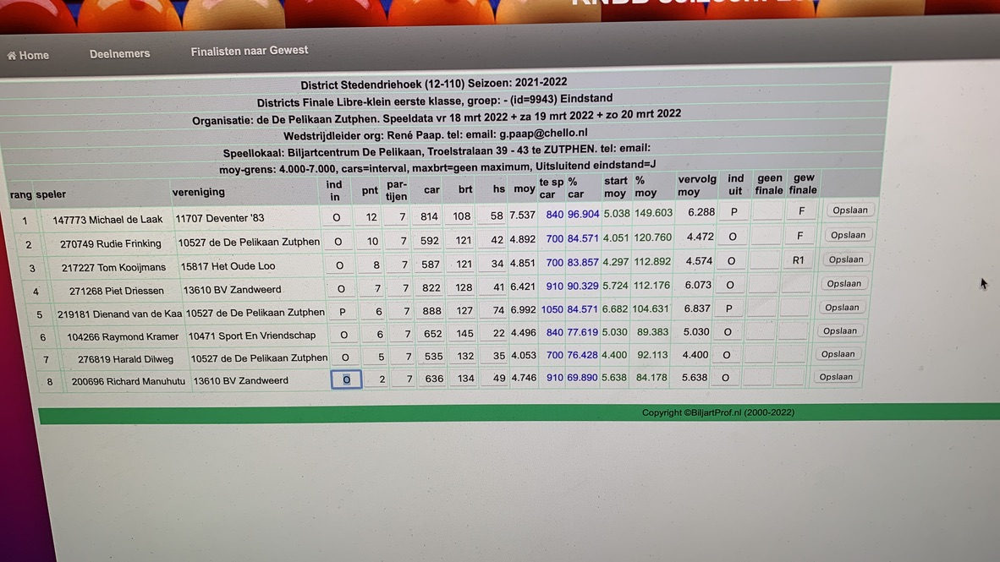 Home Deelnemers Finalisten naar Gewest
District Stedendriehoek (12-110) Seizoen: 2021-2022
Districts Finale Libre-klein eerste klasse, groep: - (id=9943) Eindstand
Organisatie: de De Pelikaan Zutphen. Speeldata vr 18 mrt 2022 + za 19 mrt 2022 + zo 20 mrt 2022
Wedstrijdleider org: René Paap. tel: email: g.paap@chello.nl
Speellokaal: Biljartcentrum De Pelikaan, Troelstralaan 39 - 43 te ZUTPHEN. tel: email:
moy-grens: 4.000-7.000, cars=interval, maxbrt=geen maximum, Uitsluitend eindstand=J
rang speler vereniging ind in pnt par-tijen car brt hs moy te sp car % car start moy % moy vervolg moy ind uit geen finale gew finale
1 147773 Michael de Laak 11707 Deventer '83 O 12 7 814 108 58 7.537 840 96.904 5.038 149.603 6.288 P F Opslaan
2 270749 Rudie Frinking 10527 de De Pelikaan Zutphen O 10 7 592 121 42 4.892 700 84.571 4.051 120.760 4.472 O F Opslaan
3 217227 Tom Kooijmans 15817 Het Oude Loo O 8 7 587 121 34 4.851 700 83.857 4.297 112.892 4.574 O R1 Opslaan
4 271268 Piet Driessen 13610 BV Zandweerd O 7 7 822 128 41 6.421 910 90.329 5.724 112.176 6.073 O Opslaan
5 219181 Dienand van de Kaa 10527 de De Pelikaan Zutphen P 6 7 888 127 74 6.992 1050 84.571 6.682 104.631 6.837 P Opslaan
6 104266 Raymond Kramer 10471 Sport En Vriendschap O 6 7 652 145 22 4.496 840 77.619 5.030 89.383 5.030 O Opslaan
7 276819 Harald Dilweg 10527 de De Pelikaan Zutphen O 5 7 535 132 35 4.053 700 76.428 4.400 92.113 4.400 O Opslaan
8 200696 Richard Manuhutu 13610 BV Zandweerd O 2 7 636 134 49 4.746 910 69.890 5.638 84.178 5.638 O Opslaan
Copyright ©BiljartProf.nl (2000-2022)